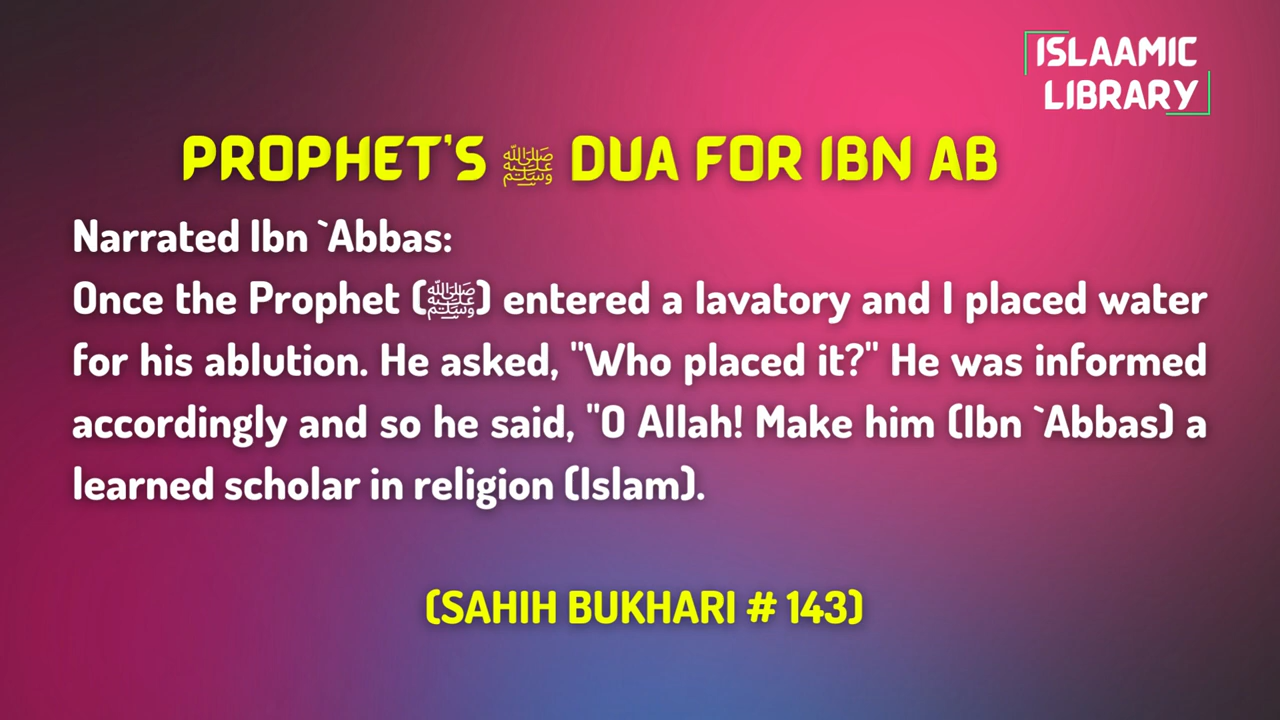 ISLAAMIC
LIBRARY
PROPHET'S ﷺ DUA FOR IBN AB
Narrated Ibn `Abbas:
Once the Prophet (ﷺ) entered a lavatory and I placed water
for his ablution. He asked, "Who placed it?" He was informed
accordingly and so he said, "O Allah! Make him (Ibn `Abbas) a
learned scholar in religion (Islam).
(SAHIH BUKHARI # 143)